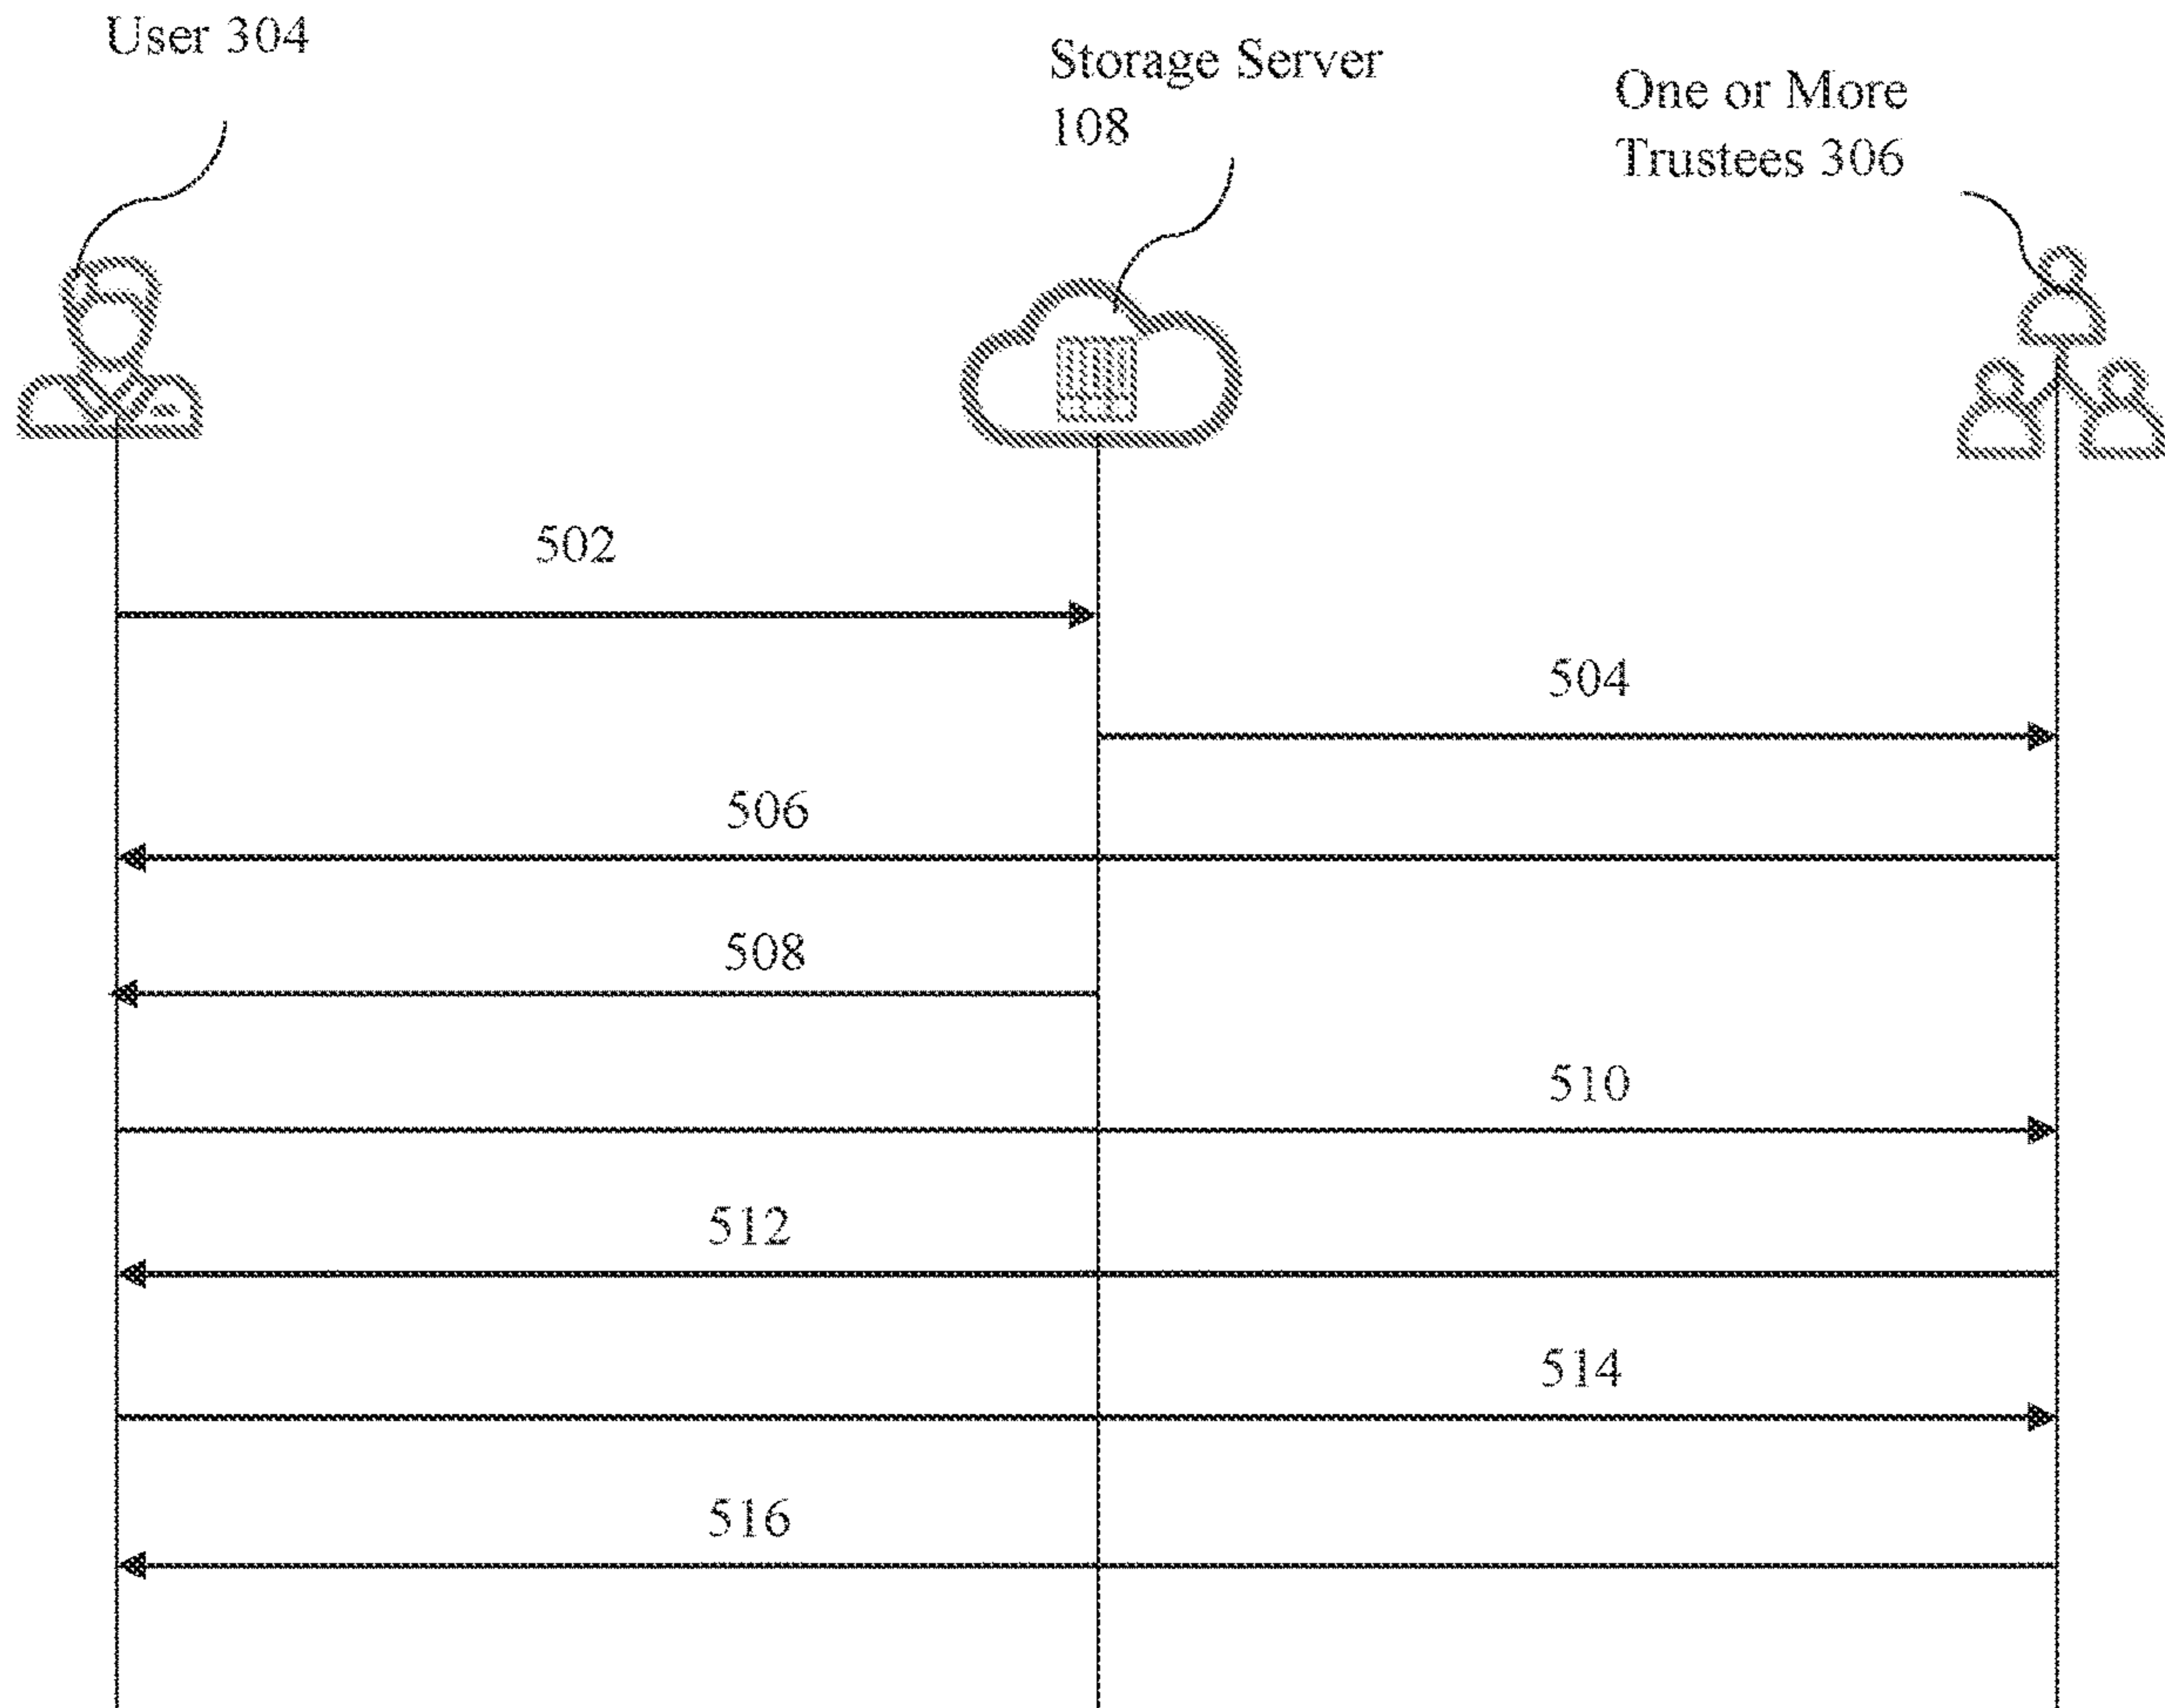 User 304
Storage Server
108
One or More
Trustees 306
502
504
506
508
510
512
514
516